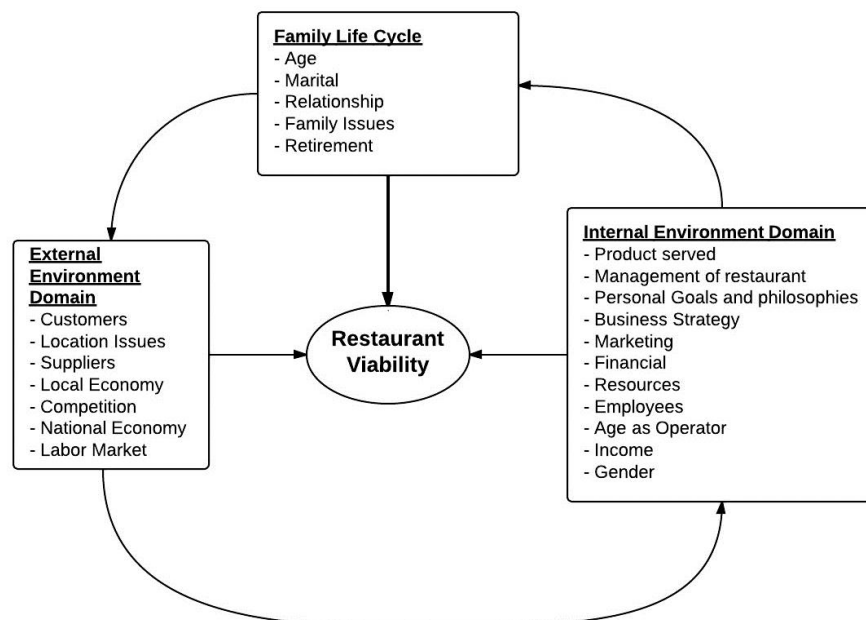 Family Life Cycle
- Age
- Marital
- Relationship
- Family Issues
- Retirement
External
Environment
Domain
- Customers
- Location Issues
- Suppliers
- Local Economy
- Competition
- National Economy
- Labor Market
Restaurant
Viability
Internal Environment Domain
- Product served
- Management of restaurant
- Personal Goals and philosophies
- Business Strategy
- Marketing
- Financial
- Resources
- Employees
- Age as Operator
- Income
- Gender